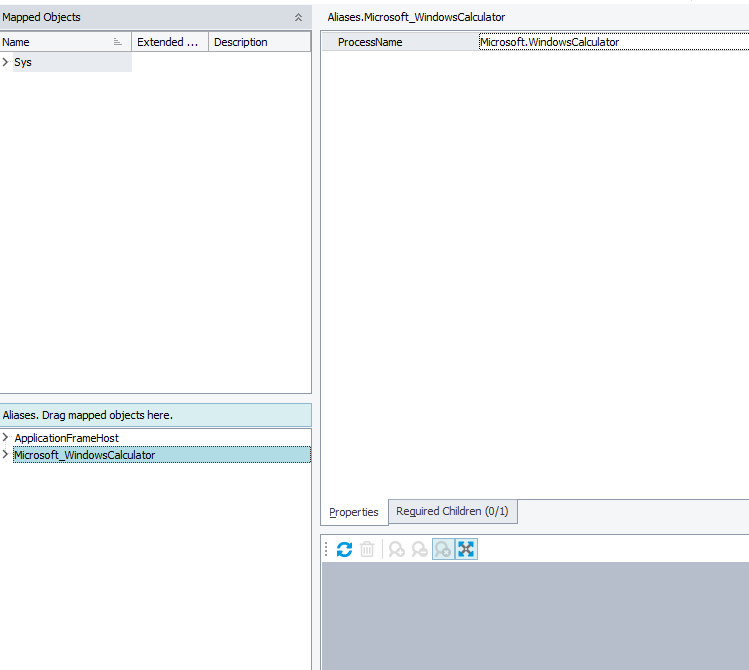 Mapped Objects
Name Extended ... Description
Sys
Aliases. Drag mapped objects here.
ApplicationFrameHost
Microsoft_WindowsCalculator
Aliases.Microsoft_WindowsCalculator
ProcessName Microsoft.WindowsCalculator
Properties Required Children (0/1)